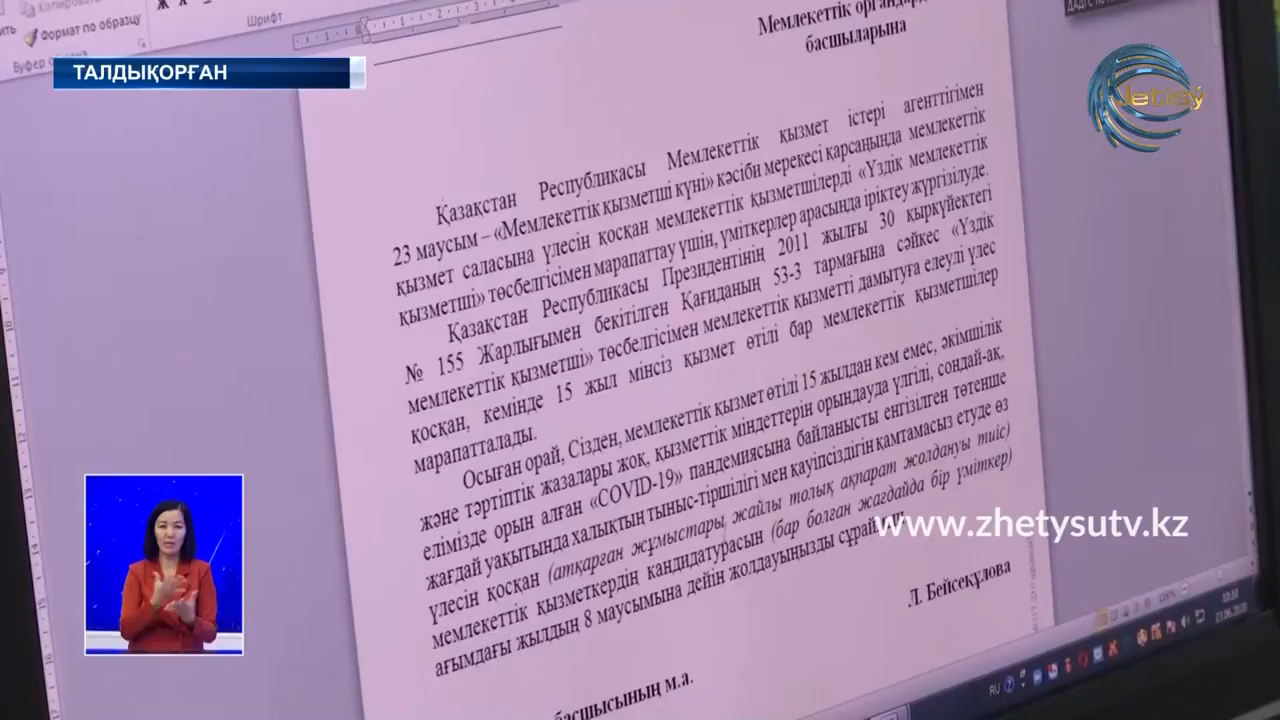 Копировать
Формат по образцу
Буфер
Шрифт
ТАЛДЫҚОРҒАН
Jetisý
Мемлекеттік
басшыларына
Қазақстан Республикасы Мемлекеттік қызмет істері агенттігімен
23 маусым – «Мемлекеттік қызметші күні» кәсіби мерекесі қарсаңында мемлекеттік
қызмет саласына үлесін қосқан мемлекеттік қызметшілерді «Үздік мемлекеттік
қызметші» төсбелгісімен марапаттау үшін, үміткерлер арасында іріктеу жүргізілуде.
Қазақстан Республикасы Президентінің 2011 жылғы 30 қыркүйектегі
№ 155 Жарлығымен бекітілген Қағиданың 53-3 тармағына сәйкес «Үздік
мемлекеттік қызметші» төсбелгісімен мемлекеттік қызметті дамытуға елеулі үлес
қосқан, кемінде 15 жыл мінсіз қызмет өтілі бар мемлекеттік қызметшілер
марапатталады.
Осыған орай, Сізден, мемлекеттік қызмет өтілі 15 жылдан кем емес, әкімшілік
және тәртіптік жазалары жоқ, қызметтік міндеттерін орындауда үлгілі, сондай-ақ,
елімізде орын алған «COVID-19» пандемиясына байланысты енгізілген төтенше
жағдай уақытында халықтың тыныс-тіршілігі мен қауіпсіздігін қамтамасыз етуде өз
үлесін қосқан (атқарған жұмыстары жайлы толық ақпарат жолдануы тиіс)
мемлекеттік қызметкердің кандидатурасын (бар болған жағдайда бір үміткер)
ағымдағы жылдың 8 маусымына дейін жолдауыңызды
www.zhetysutv.kz
Л. Бейсекұлова
басшысының м.а.
RU